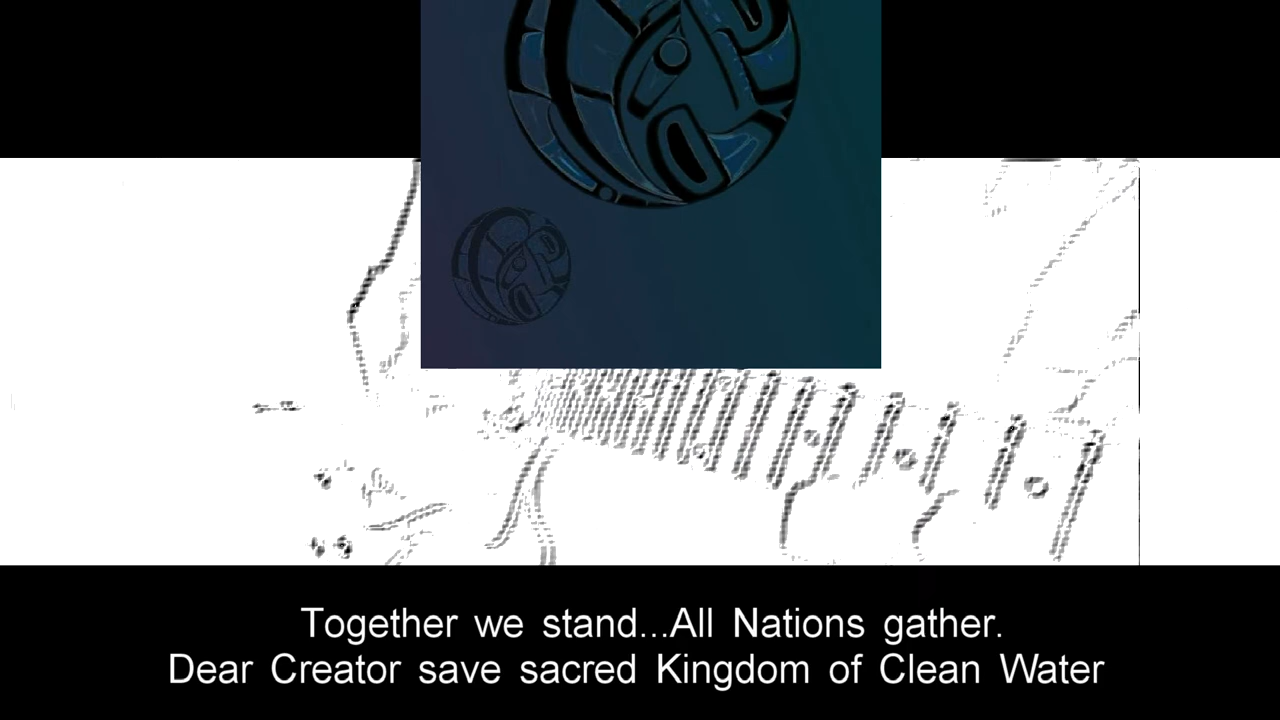 Together we stand...All Nations gather.
Dear Creator save sacred Kingdom of Clean Water